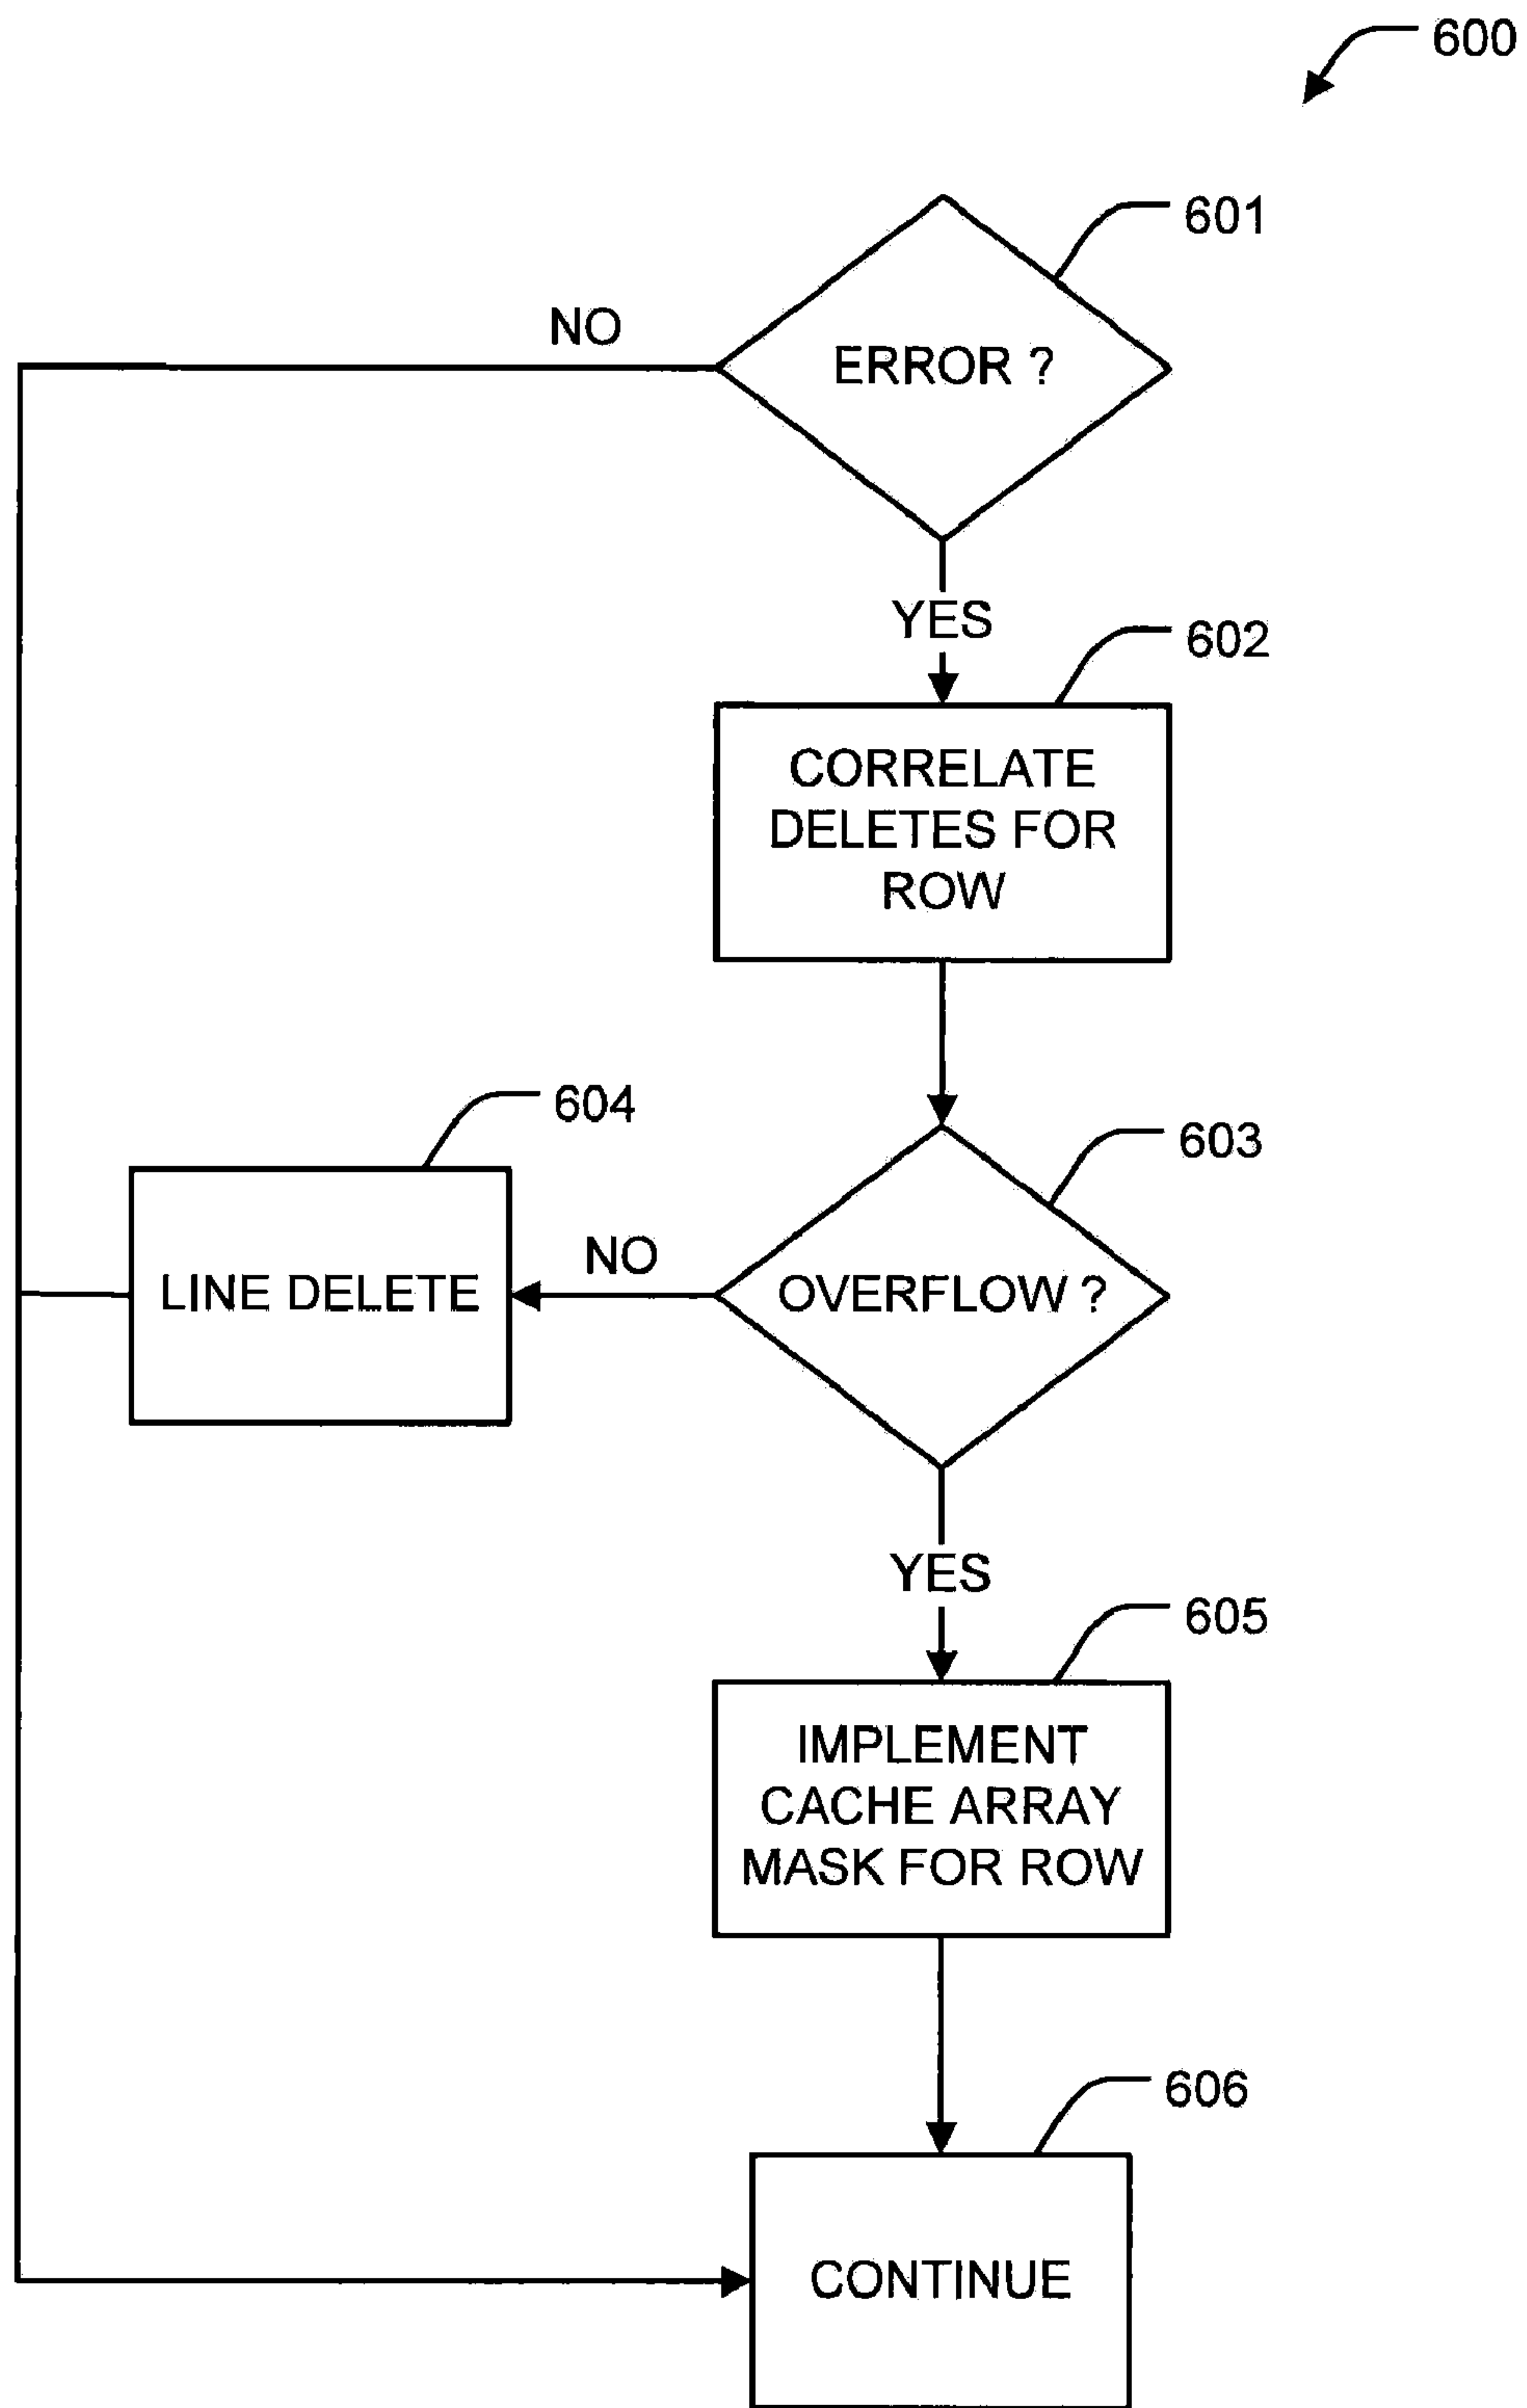 600
601
NO
ERROR ?
YES
602
CORRELATE
DELETES FOR
ROW
604
603
LINE DELETE
NO
OVERFLOW ?
YES
605
IMPLEMENT
CACHE ARRAY
MASK FOR ROW
606
CONTINUE